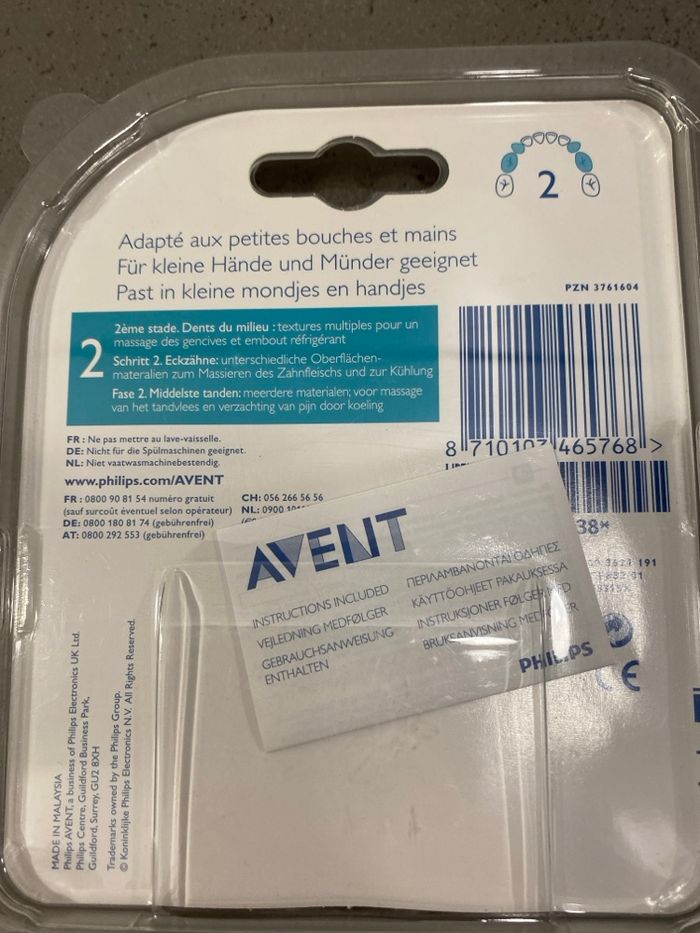 2
Adapté aux petites bouches et mains
Für kleine Hände und Münder geeignet
Past in kleine mondjes en handjes
PZN 3761604
2
2ème stade. Dents du milieu : textures multiples pour un
massage des gencives et embout réfrigérant
Schritt 2. Eckzähne: unterschiedliche Oberflächen-
materalien zum Massieren des Zahnfleischs und zur Kühlung
Fase 2. Middelste tanden: meerdere materialen; voor massage
van het tandvlees en verzachting van pijn door koeling
8 710103 465768 >
FR : Ne pas mettre au lave-vaisselle.
DE: Nicht für die Spülmaschinen geeignet.
NL: Niet vaatwasmachinebestendig.
www.philips.com/AVENT
FR : 0800 90 81 54 numéro gratuit
(sauf surcoût éventuel selon opérateur)
DE: 0800 180 81 74 (gebührenfrei)
AT: 0800 292 553 (gebührenfrei)
CH: 056 266 56 56
NL: 0900
38*
191
AVENT
INSTRUCTIONS INCLUDED
VEJLEDNING MEDFØLGER
GEBRAUCHSANWEISUNG
ENTHALTEN
ΠΕΡΙΛΑΜΒΑΝΟΝΤΑΙ ΟΔΗΓΙΕΣ
KÄYTTÖOHJEET PAKAUKSESSA
INSTRUKSJONER FØLGER MED
BRUKSANVISNING MEDFÖLJER
PHILIPS
CE
MADE IN MALAYSIA
Philips AVENT, a business of Philips Electronics UK Ltd.
Philips Centre, Guildford Business Park,
Guildford, Surrey, GU2 8XH
Trademarks owned by the Philips Group.
© Koninklijke Philips Electronics N.V. All Rights Reserved.